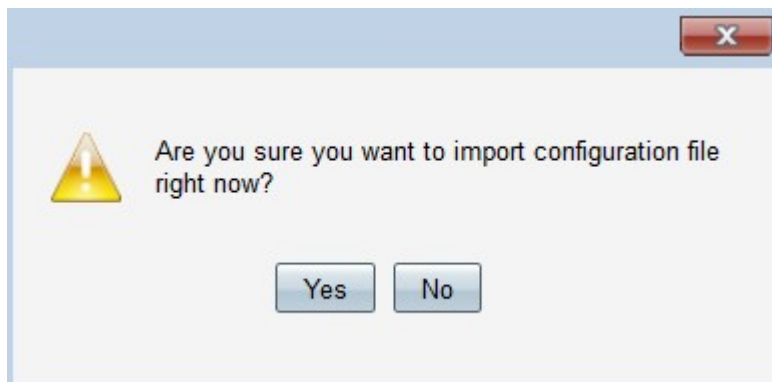 Are you sure you want to import configuration file
right now?
Yes No